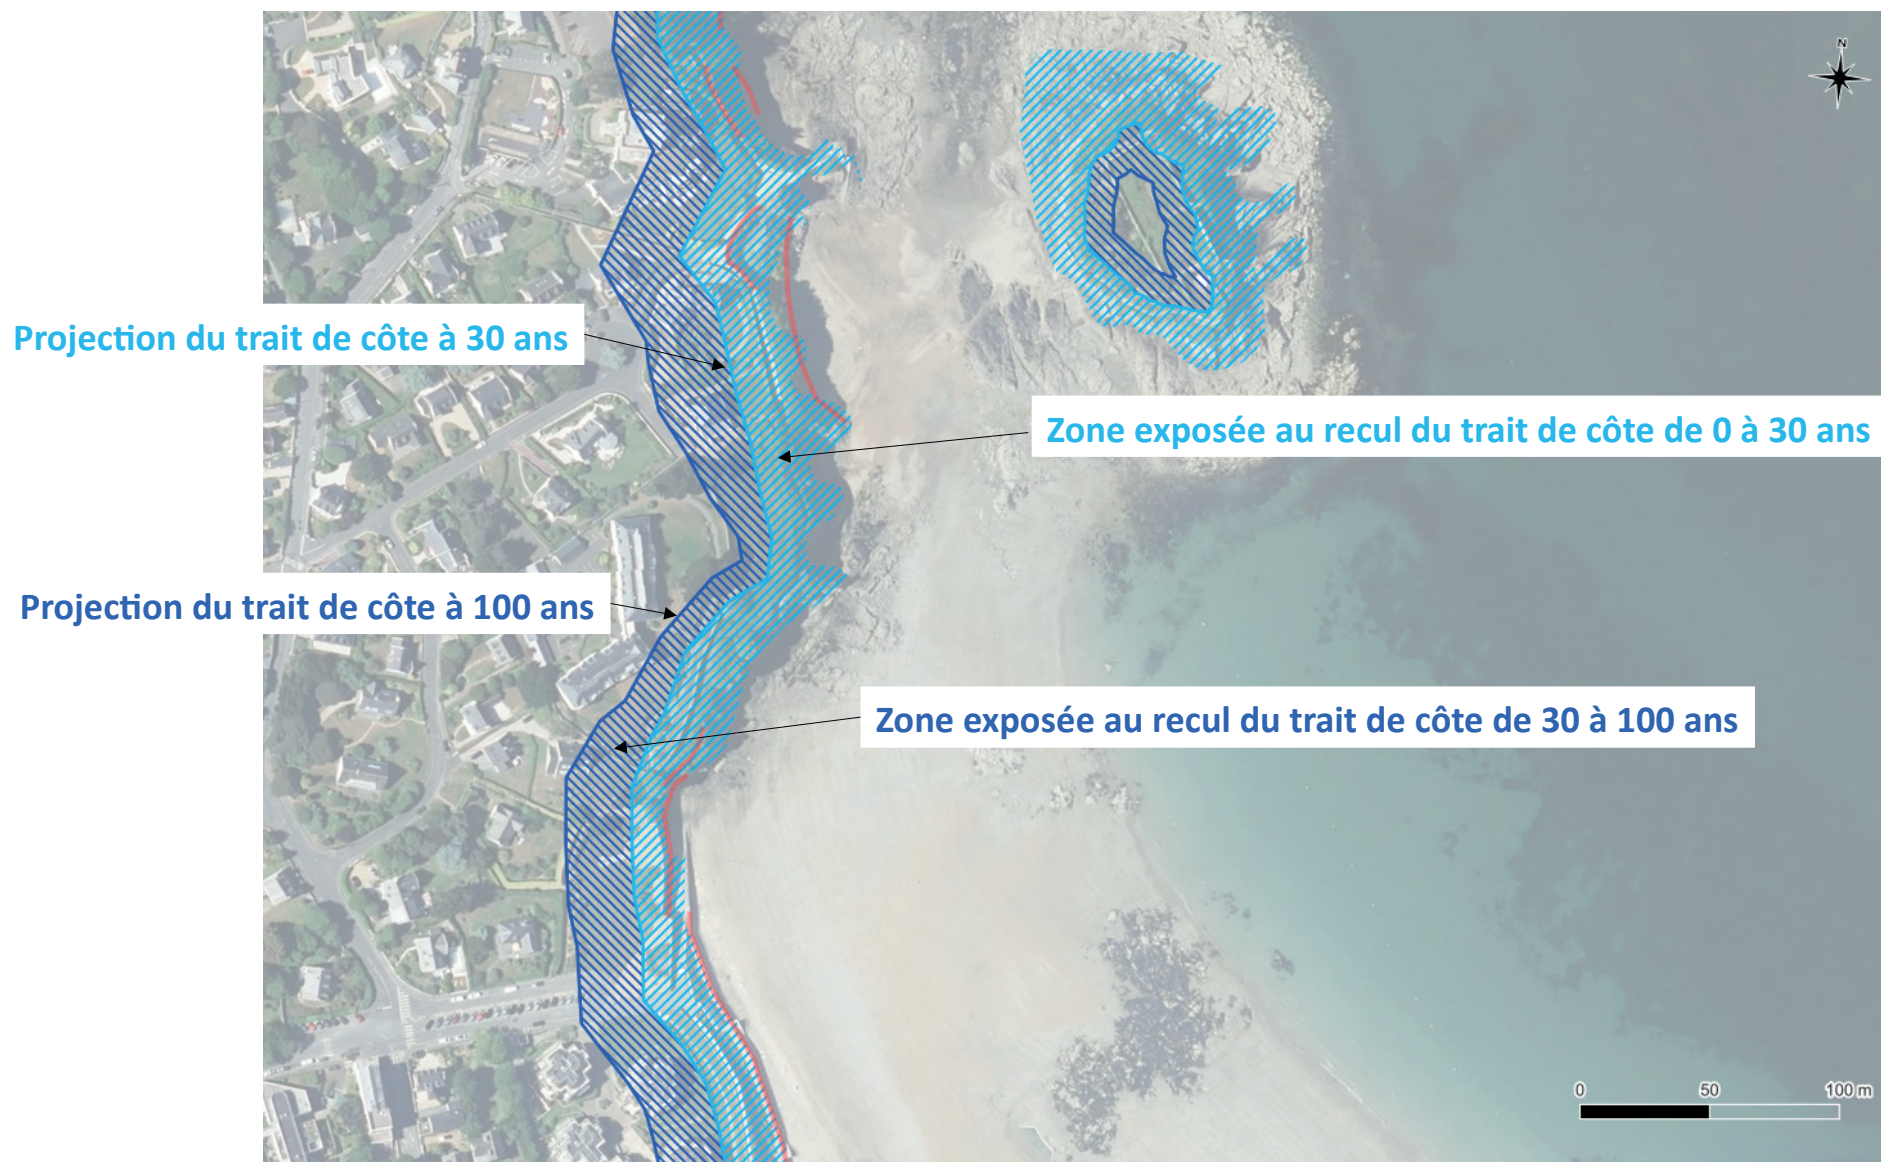 N
Projection du trait de côte à 30 ans
Zone exposée au recul du trait de côte de 0 à 30 ans
Projection du trait de côte à 100 ans
Zone exposée au recul du trait de côte de 30 à 100 ans
0 50 100 m